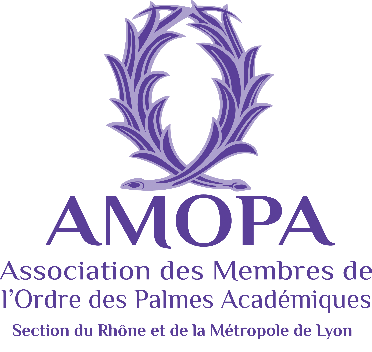 AMOPA
Association des Membres de
l'Ordre des Palmes Académiques
Section du Rhône et de la Métropole de Lyon